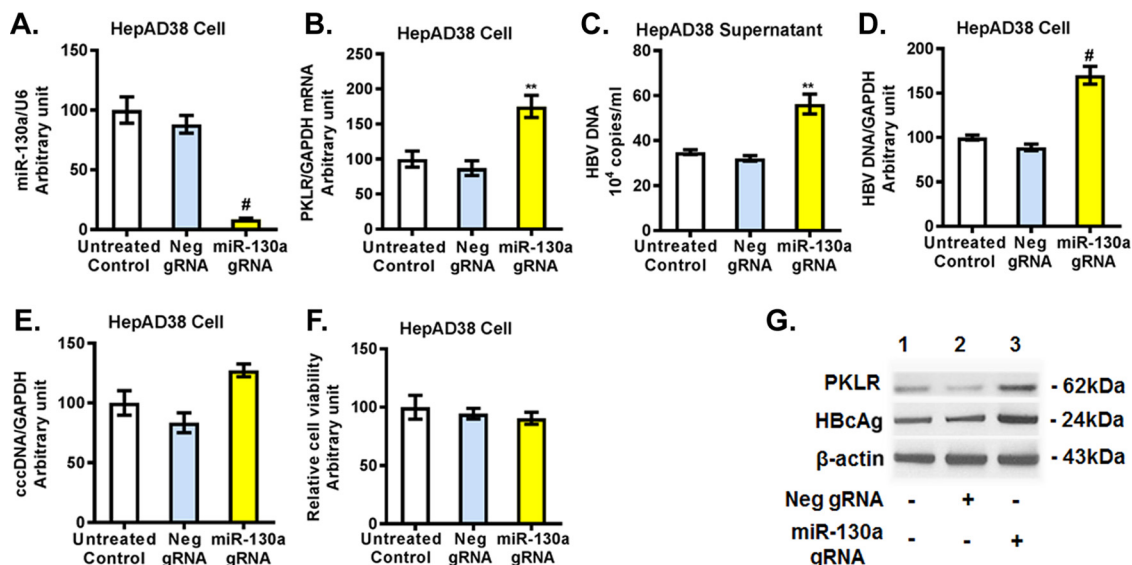 A.
HepAD38 Cell
miR-130a/U6
Arbitrary unit
150
100
50
0
#
Untreated
Control
Neg
gRNA
miR-130a
gRNA
B.
HepAD38 Cell
PKLR/GAPDH mRNA
Arbitrary unit
250
200
150
100
50
0
**
Untreated
Control
Neg
gRNA
miR-130a
gRNA
C.
HepAD38 Supernatant
HBV DNA
10⁴ copies/ml
80
60
40
20
0
**
Untreated
Control
Neg
gRNA
miR-130a
gRNA
D.
HepAD38 Cell
HBV DNA/GAPDH
Arbitrary unit
200
150
100
50
0
#
Untreated
Control
Neg
gRNA
miR-130a
gRNA
E.
HepAD38 Cell
cccDNA/GAPDH
Arbitrary unit
150
100
50
0
Untreated
Control
Neg
gRNA
miR-130a
gRNA
F.
HepAD38 Cell
Relative cell viability
Arbitrary unit
150
100
50
0
Untreated
Control
Neg
gRNA
miR-130a
gRNA
G.
1 2 3
PKLR - 62kDa
HBcAg - 24kDa
β-actin - 43kDa
Neg gRNA - + -
miR-130a
gRNA - - +